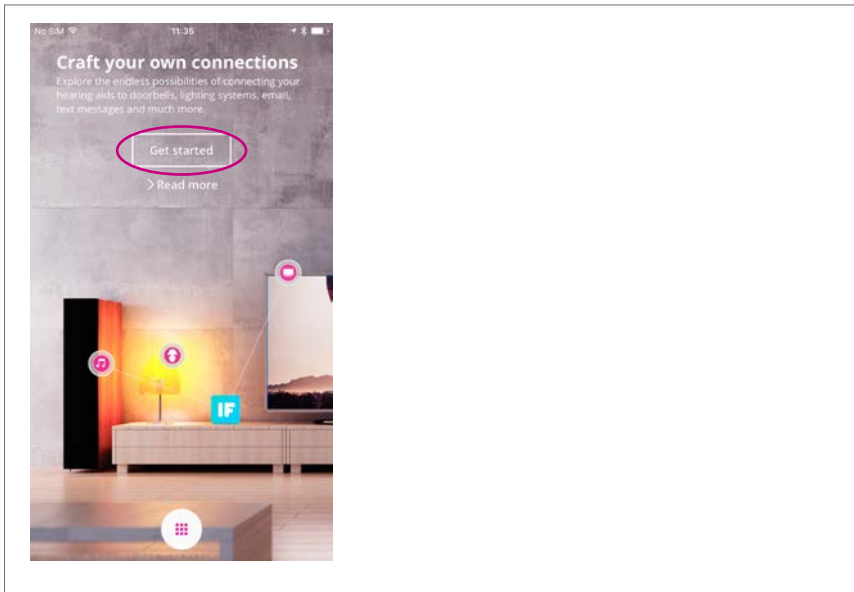 No SIM 11:35
Craft your own connections
Explore the endless possibilities of connecting your
hearing aids to doorbells, lighting systems, email,
text messages and much more.
Get started
Read more
IF